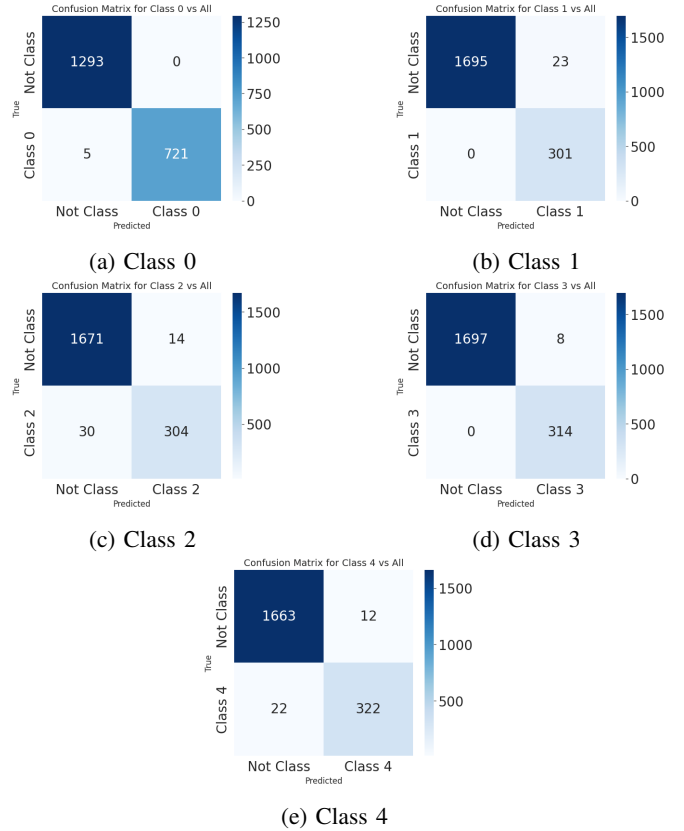 Confusion Matrix for Class 0 vs All
True
Not Class
Class 0
1293 0
5 721
Not Class Class 0
Predicted
1250
1000
750
500
250
0
(a) Class 0
Confusion Matrix for Class 1 vs All
True
Not Class
Class 1
1695 23
0 301
Not Class Class 1
Predicted
1500
1000
500
0
(b) Class 1
Confusion Matrix for Class 2 vs All
True
Not Class
Class 2
1671 14
30 304
Not Class Class 2
Predicted
1500
1000
500
(c) Class 2
Confusion Matrix for Class 3 vs All
True
Not Class
Class 3
1697 8
0 314
Not Class Class 3
Predicted
1500
1000
500
0
(d) Class 3
Confusion Matrix for Class 4 vs All
True
Not Class
Class 4
1663 12
22 322
Not Class Class 4
Predicted
1500
1000
500
(e) Class 4